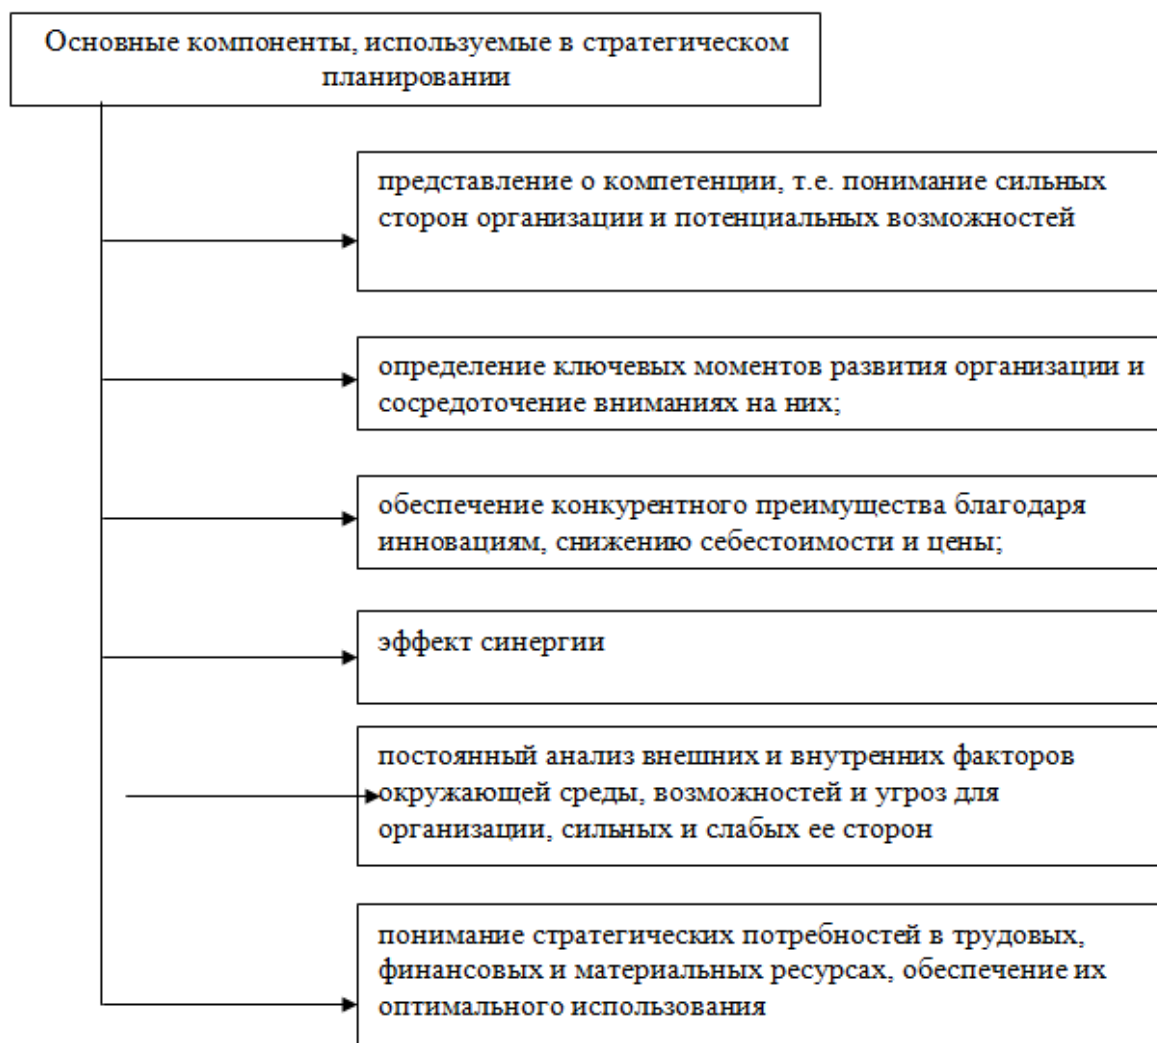 Основные компоненты, используемые в стратегическом
планировании
представление о компетенции, т.е. понимание сильных
сторон организации и потенциальных возможностей
определение ключевых моментов развития организации и
сосредоточение вниманиях на них;
обеспечение конкурентного преимущества благодаря
инновациям, снижению себестоимости и цены;
эффект синергии
постоянный анализ внешних и внутренних факторов
окружающей среды, возможностей и угроз для
организации, сильных и слабых ее сторон
понимание стратегических потребностей в трудовых,
финансовых и материальных ресурсах, обеспечение их
оптимального использования